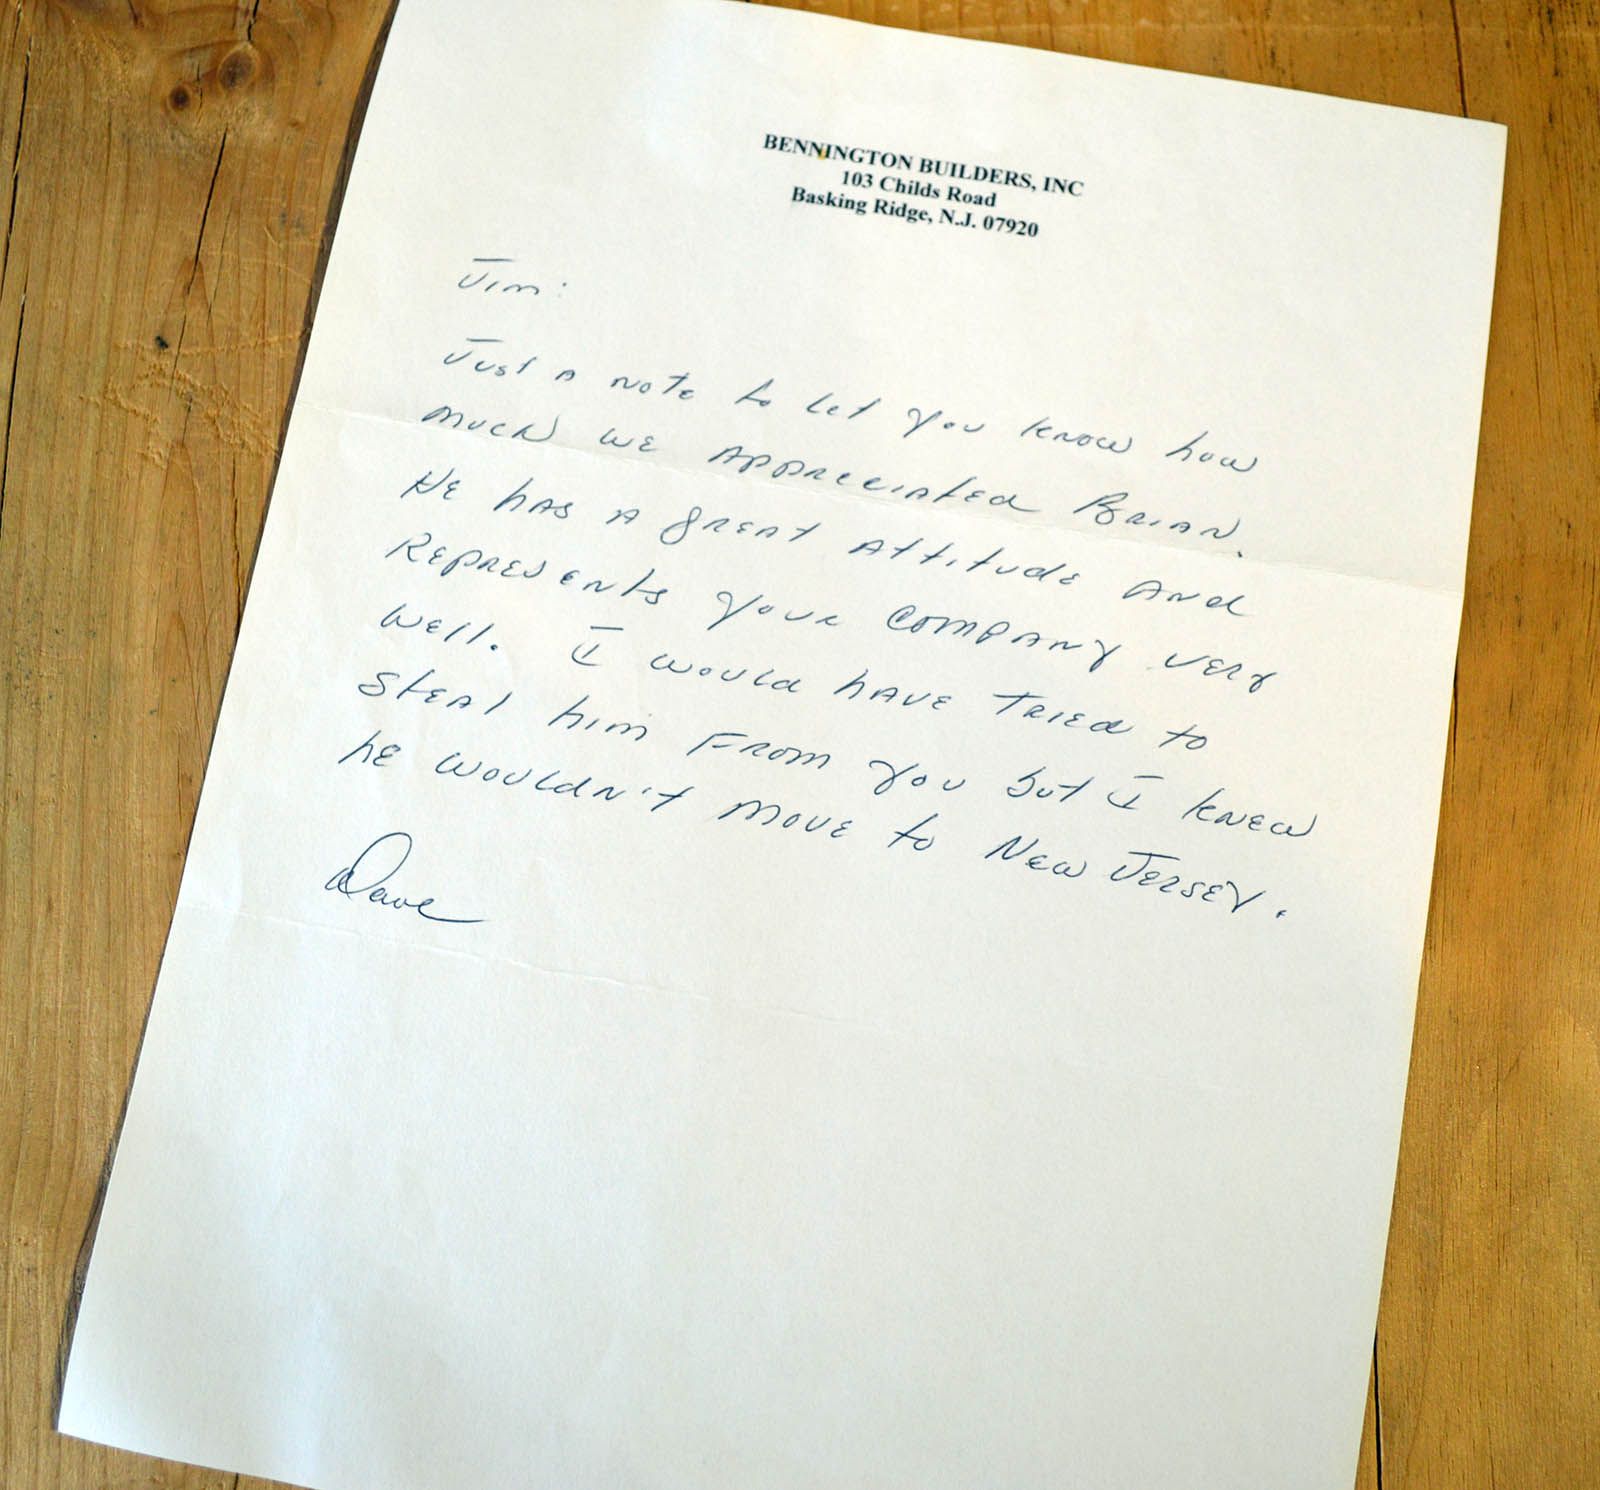 BENNINGTON BUILDERS, INC
103 Childs Road
Basking Ridge, N.J. 07920
Jim:
Just a note to let you know how
much we appreciated Brian.
He has a great attitude and
represents your company very
well. I would have tried to
steal him from you but I knew
he wouldn't move to New Jersey.
Dave